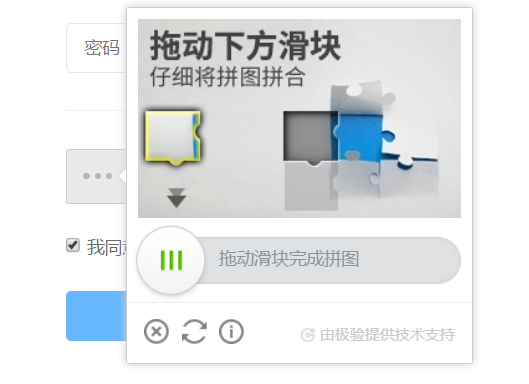 密码
拖动下方滑块
仔细将拼图拼合
我同意
拖动滑块完成拼图
由极验提供技术支持